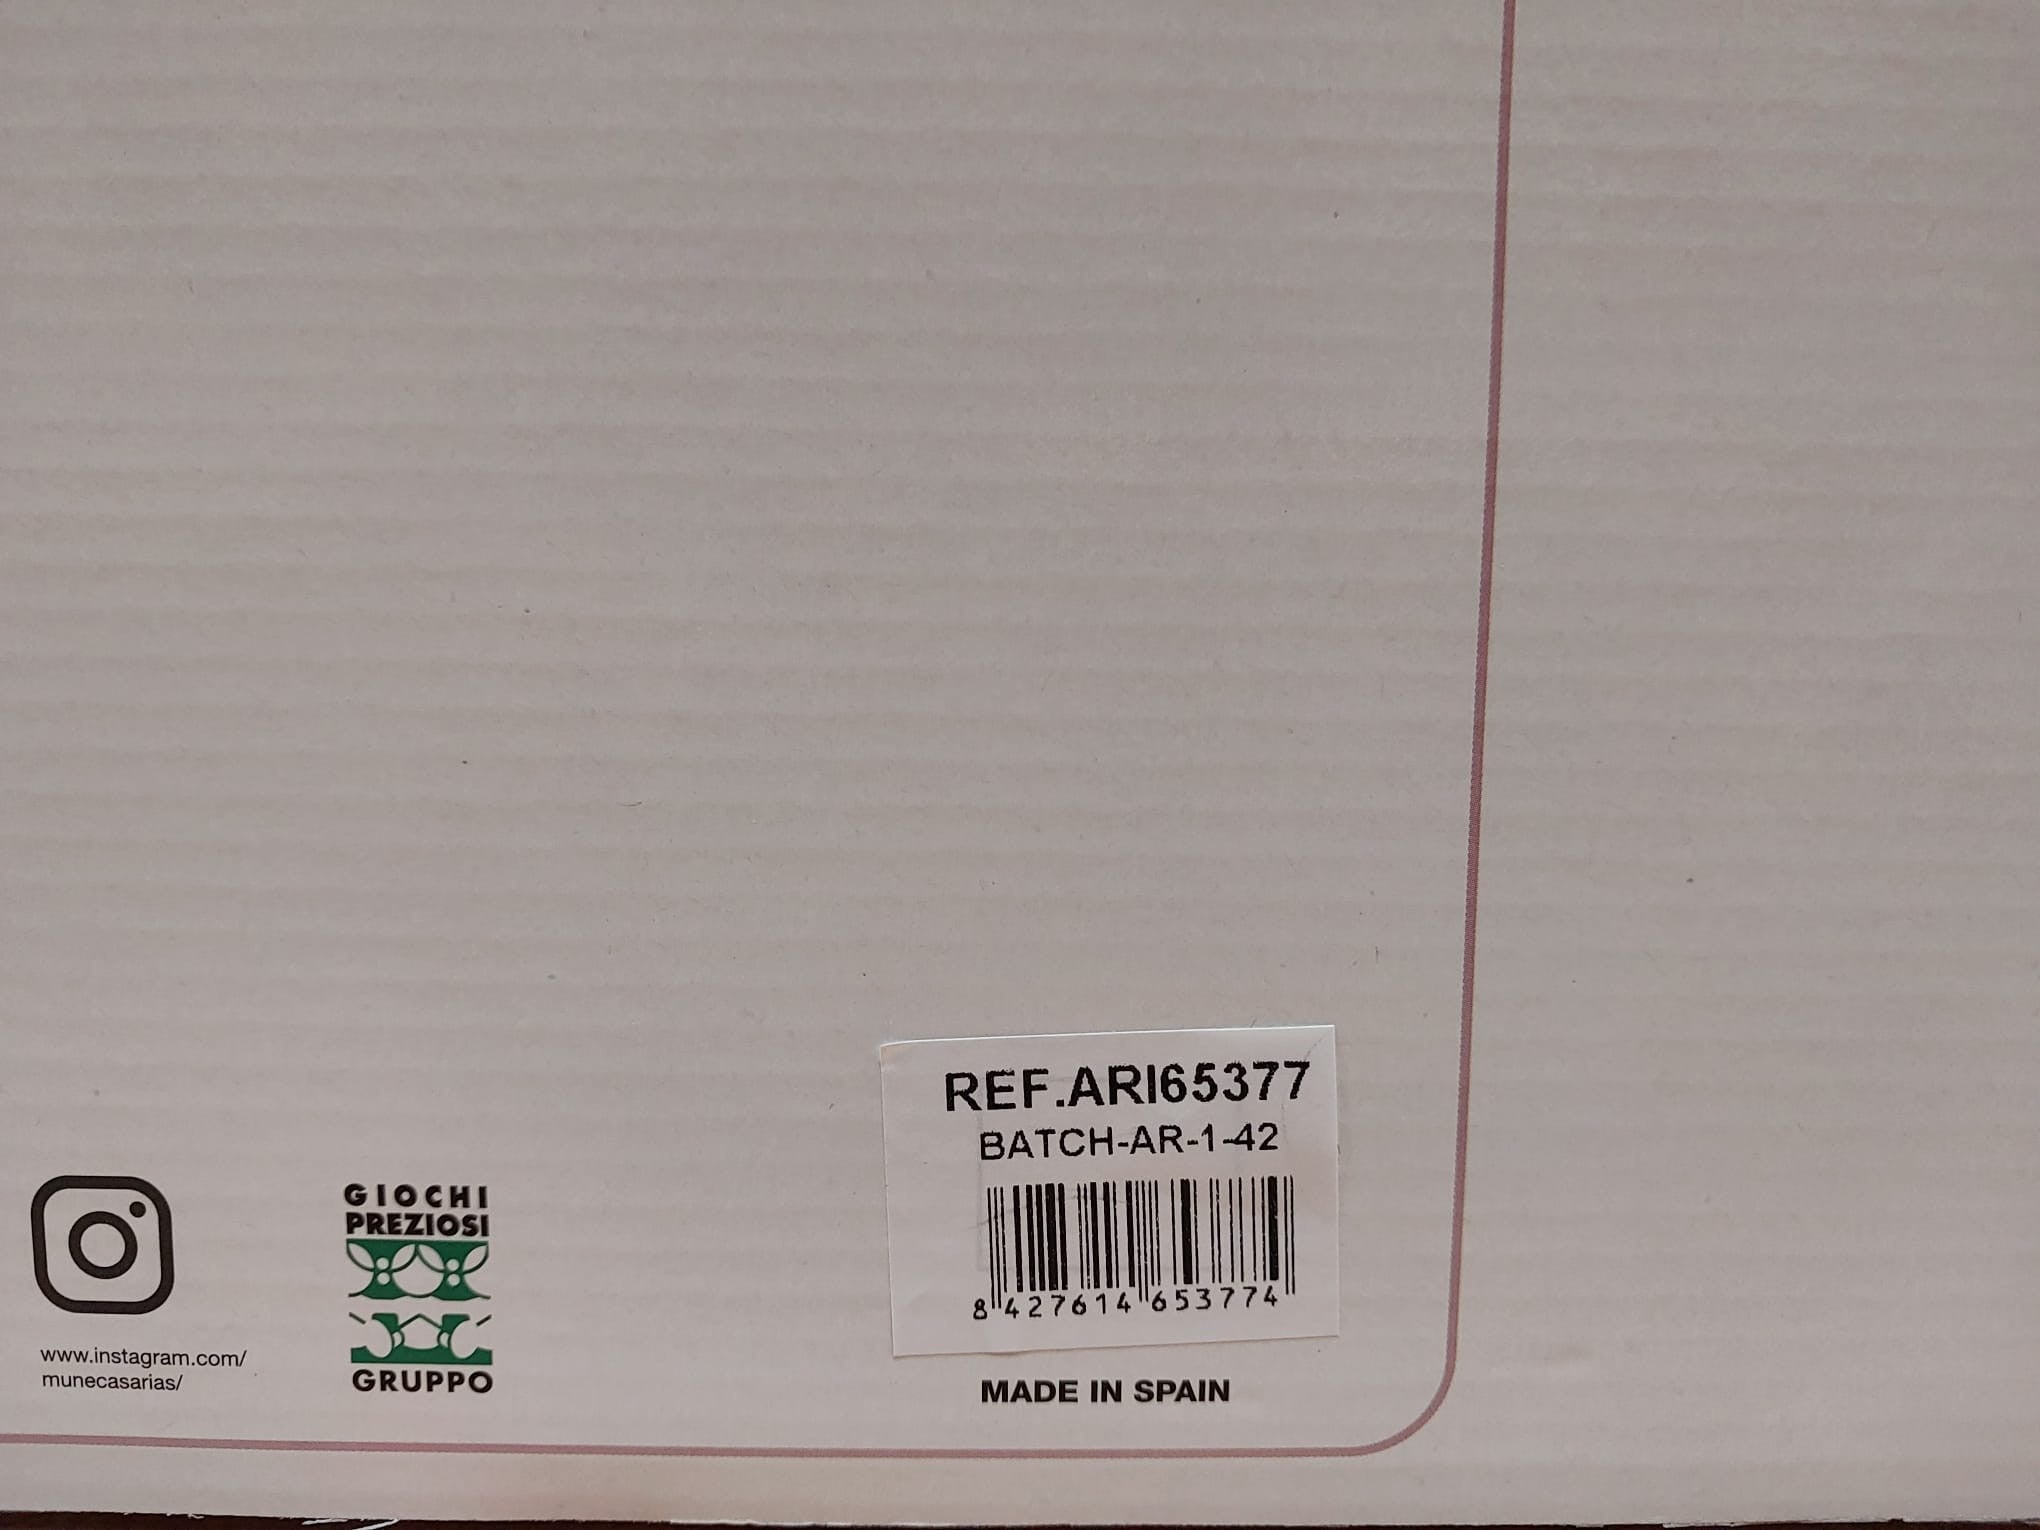 REF.ARI65377
BATCH-AR-1-42
8 427614 653774
MADE IN SPAIN
GIOCHI
PREZIOSI
GRUPPO
www.instagram.com/
munecasarias/